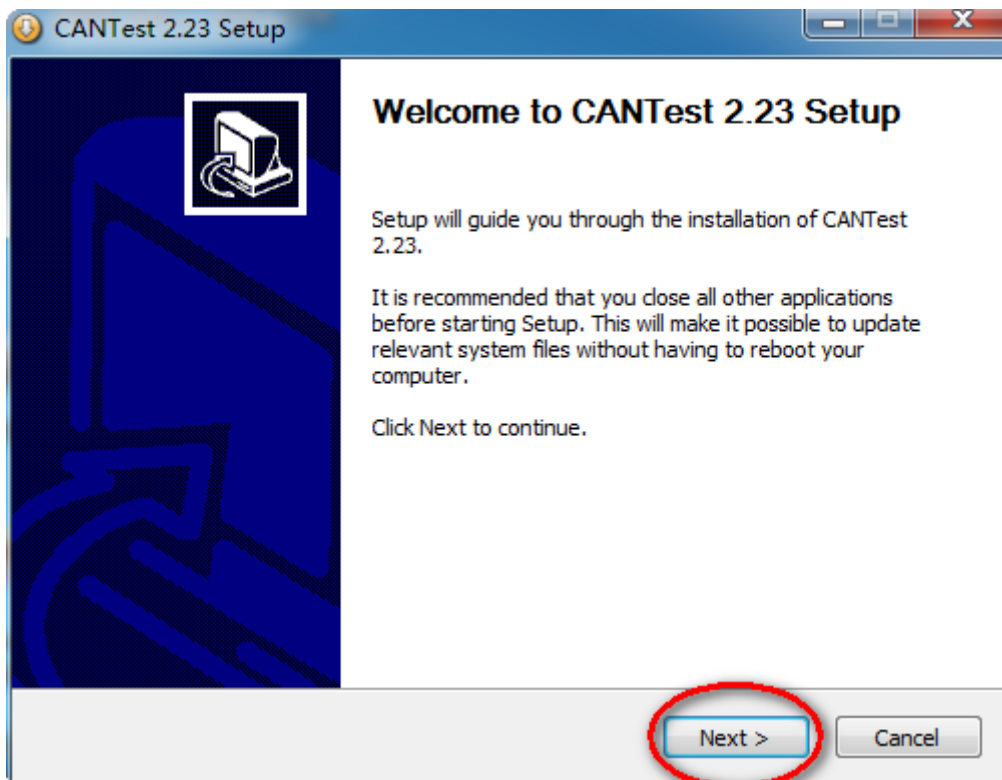 CANTest 2.23 Setup
Welcome to CANTest 2.23 Setup
Setup will guide you through the installation of CANTest
2.23.
It is recommended that you close all other applications
before starting Setup. This will make it possible to update
relevant system files without having to reboot your
computer.
Click Next to continue.
Next >
Cancel